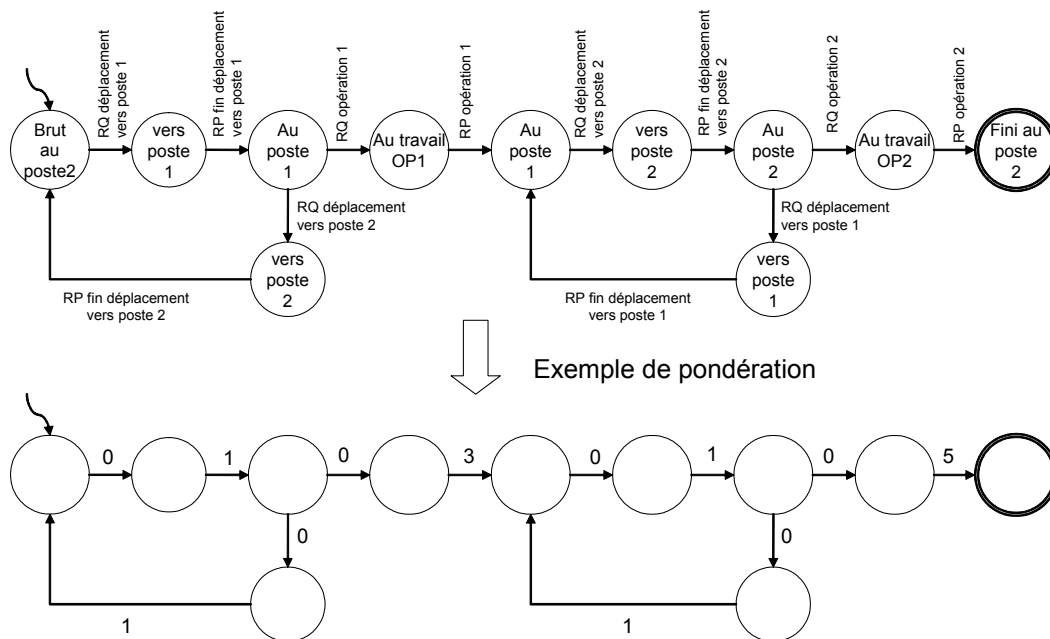 RQ déplacement
vers poste 1
RP fin déplacement
vers poste 1
RQ opération 1
RP opération 1
RQ déplacement
vers poste 2
RP fin déplacement
vers poste 2
RQ opération 2
RP opération 2
Brut
au
poste2
vers
poste
1
Au
poste
1
Au travail
OP1
Au
poste
1
vers
poste
2
Au
poste
2
Au travail
OP2
Fini au
poste
2
RQ déplacement
vers poste 2
RQ déplacement
vers poste 1
vers
poste
2
vers
poste
1
RP fin déplacement
vers poste 2
RP fin déplacement
vers poste 1
Exemple de pondération
0
1
0
3
0
1
0
5
0
0
1
1